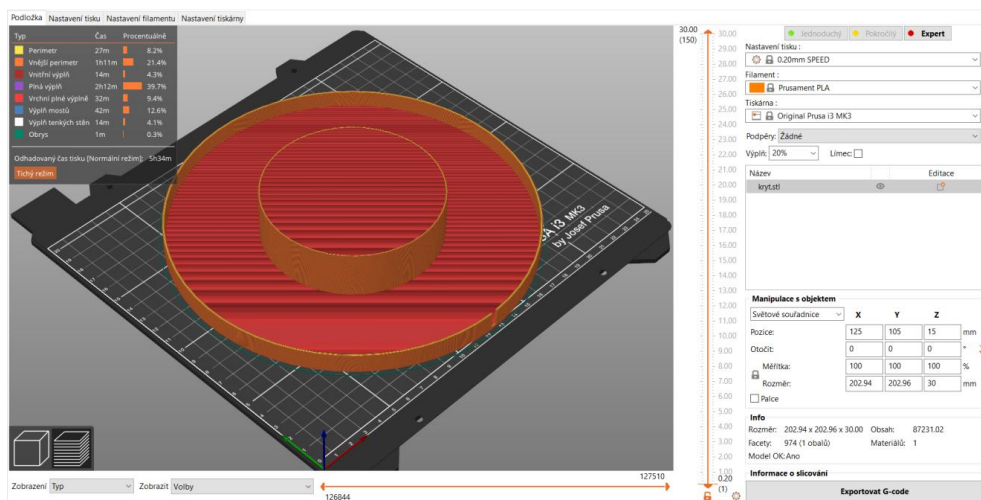 Podložka Nastavení tisku Nastavení filamentu Nastavení tiskárny
Typ Čas Procentuálně
Perimetr 27m 8.2%
Vnější perimetr 1h11m 21.4%
Vnitřní výplň 14m 4.3%
Plná výplň 2h12m 39.7%
Vrchní plné výplně 32m 9.4%
Výplň mostů 42m 12.6%
Výplň tenkých stěn 14m 4.1%
Obrys 1m 0.3%
Odhadovaný čas tisku [Normální režim]: 5h34m
Tichý režim
i3 MK3
by Josef Prusa
Zobrazení Typ Zobrazit Volby
127510
126844
30.00
(150)
30.00
29.00
28.00
27.00
26.00
25.00
24.00
23.00
22.00
21.00
20.00
19.00
18.00
17.00
16.00
15.00
14.00
13.00
12.00
11.00
10.00
9.00
8.00
7.00
6.00
5.00
4.00
3.00
2.00
1.00
0.20
(1)
Jednoduchý Pokročilý Expert
Nastavení tisku :
0.20mm SPEED
Filament :
Prusament PLA
Tiskárna :
Original Prusa i3 MK3
Podpěry: Žádné
Výplň: 20% Límec:
Název Editace
kryt.stl
Manipulace s objektem
Světové souřadnice X Y Z
Pozice: 125 105 15 mm
Otočit: 0 0 0 °
Měřítka: 100 100 100 %
Rozměr: 202.94 202.96 30 mm
Palce
Info
Rozměr: 202.94 x 202.96 x 30.00 Obsah: 87231.02
Facety: 974 (1 obalů) Materiálů: 1
Model OK: Ano
Informace o slicování
Exportovat G-code